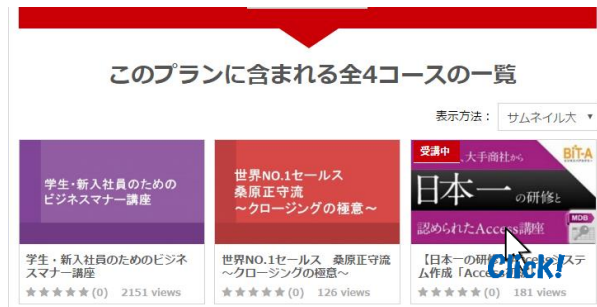 このプランに含まれる全4コースの一覧
表示方法： サムネイル大
学生・新入社員のための
ビジネスマナー講座
学生・新入社員のためのビジネ
スマナー講座
★★★★★(0) 2151 views
世界NO.1セールス
桑原正守流
～クロージングの極意～
世界NO.1セールス 桑原正守流
～クロージングの極意～
★★★★★(0) 126 views
受講中
大手商社から
BIT-A
日本一の研修と
認められたAccess講座
MDB
【日本一の研修
ステ
ム作成「Acce
Click!
★★★★★(0) 181 views